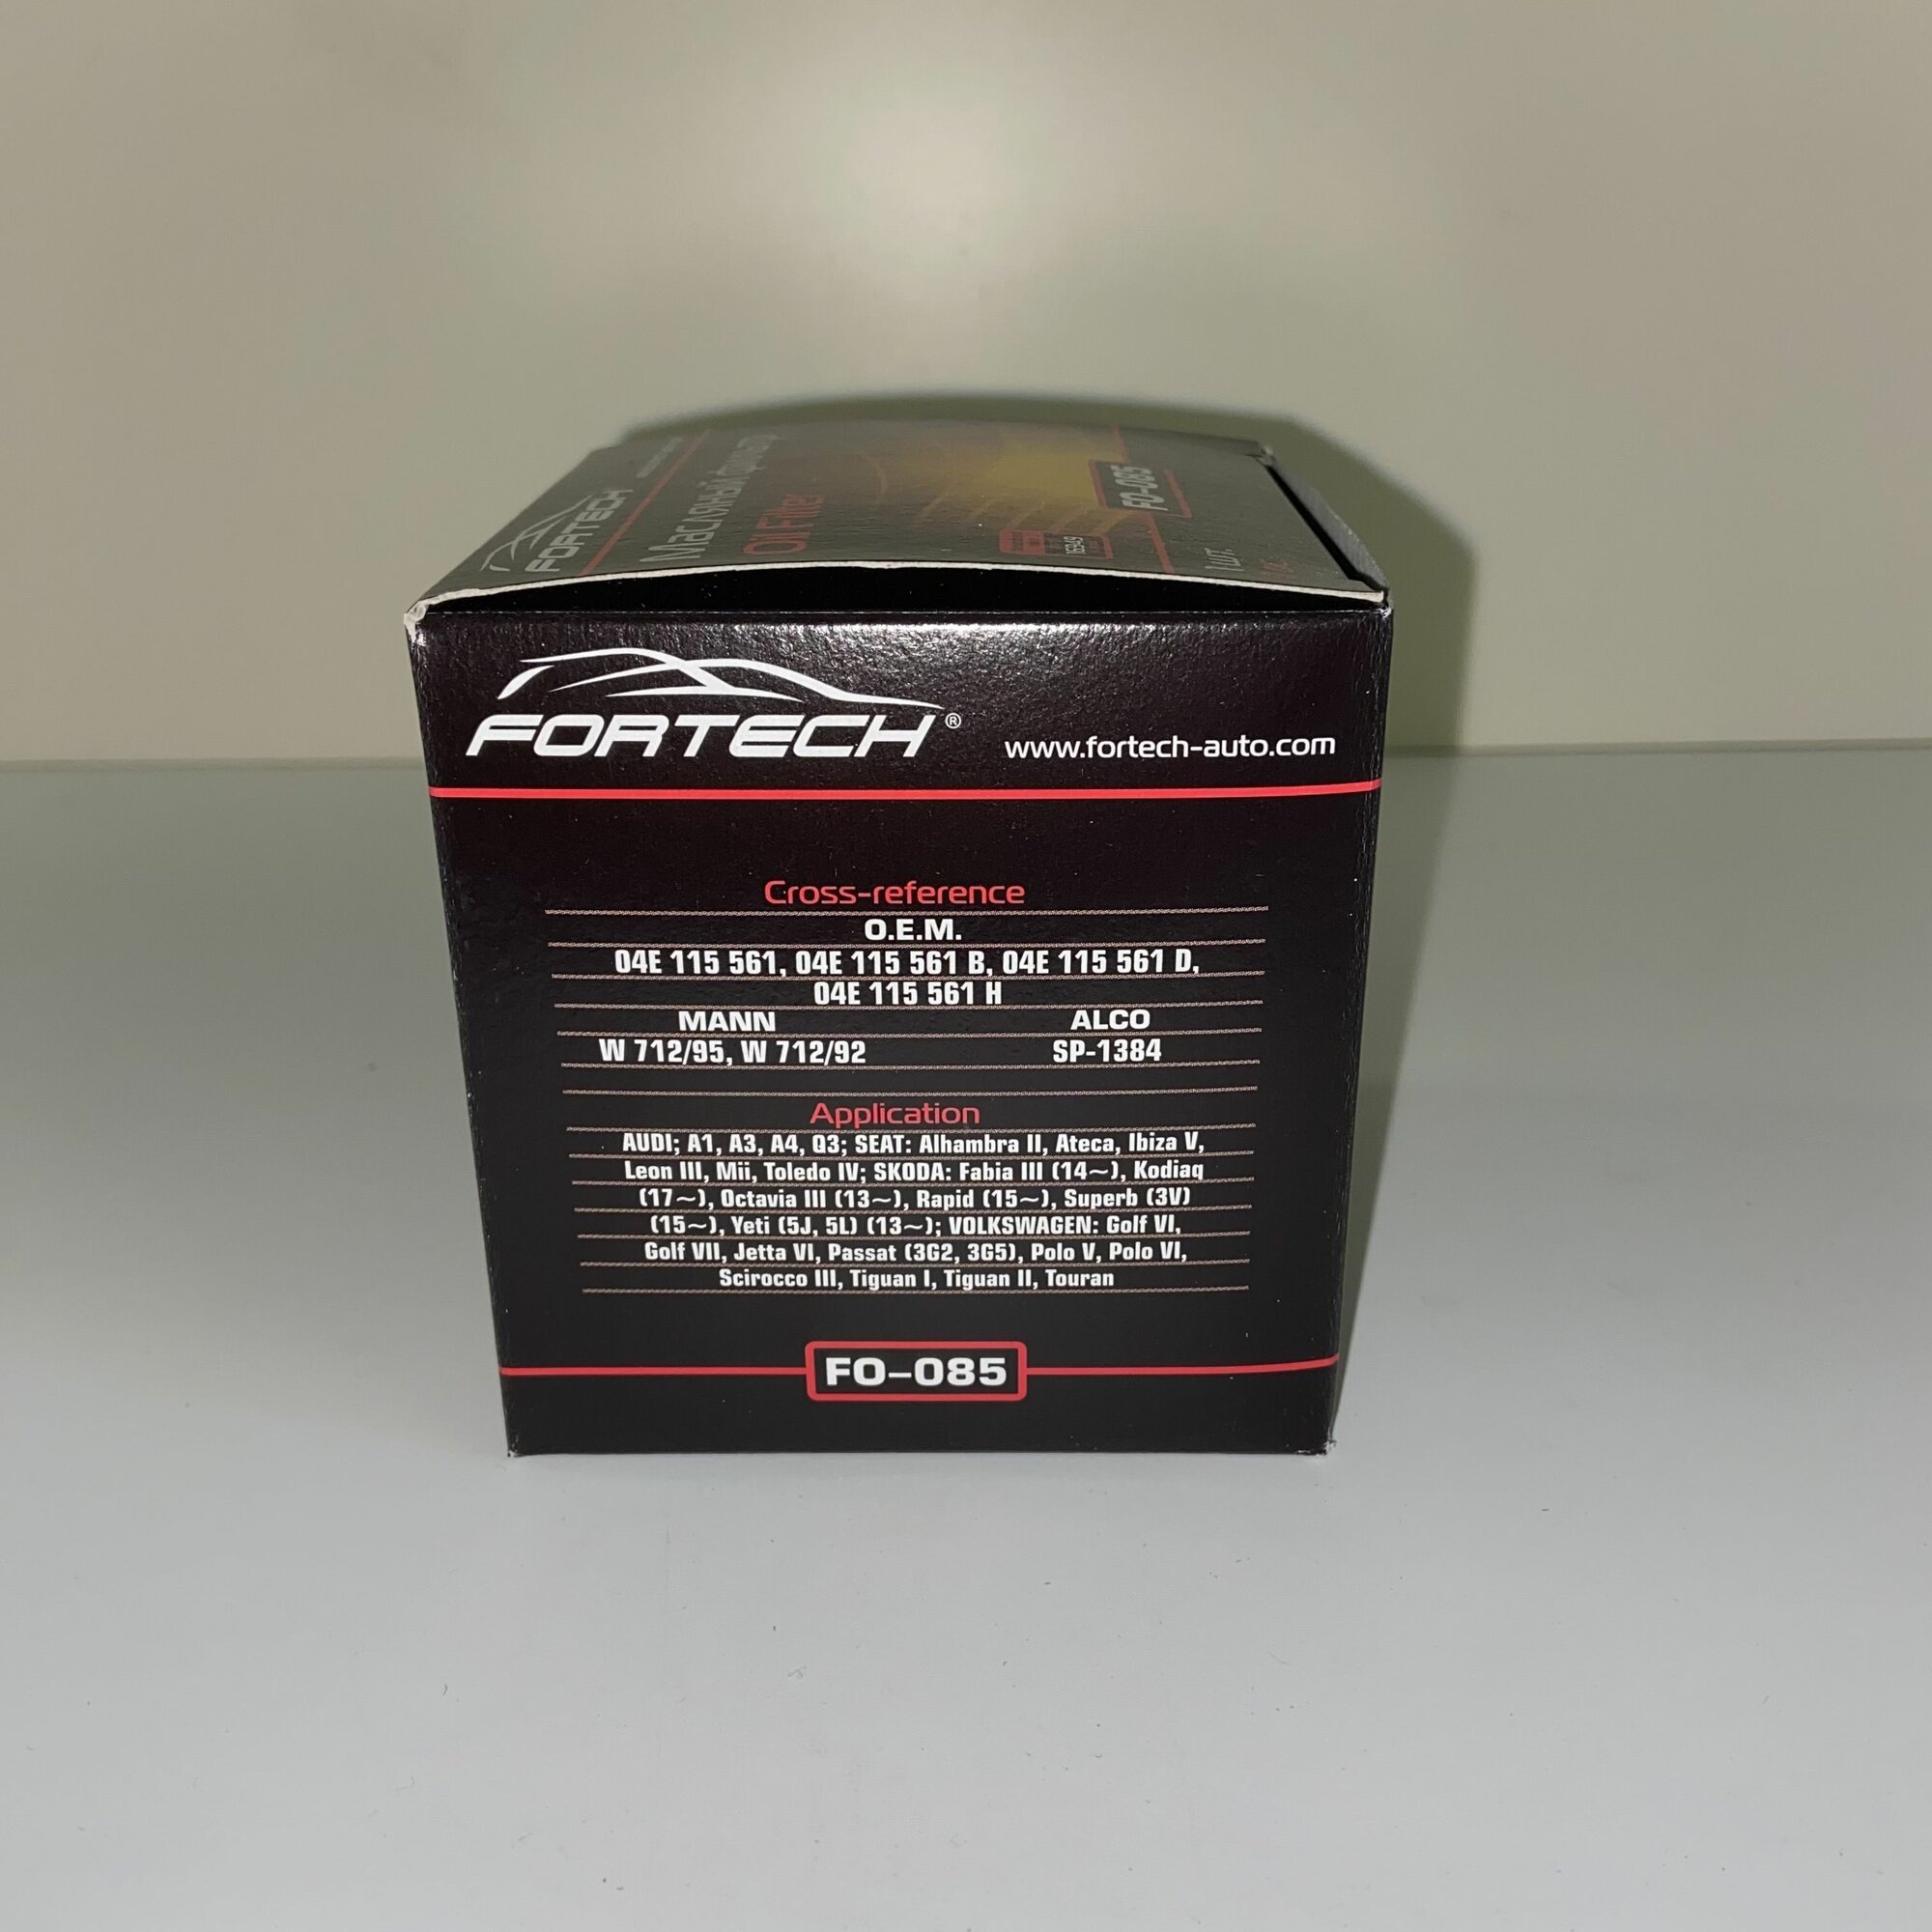 FORTECH
Масляный фильтр
Oil Filter
FO-085
1 шт.
FORTECH®
www.fortech-auto.com
Cross-reference
O.E.M.
04E 115 561, 04E 115 561 B, 04E 115 561 D,
04E 115 561 H
MANN ALCO
W 712/95, W 712/92 SP-1384
Application
AUDI; A1, A3, A4, Q3; SEAT: Alhambra II, Ateca, Ibiza V,
Leon III, Mii, Toledo IV; SKODA: Fabia III (14~), Kodiaq
(17~), Octavia III (13~), Rapid (15~), Superb (3V)
(15~), Yeti (5J, 5L) (13~); VOLKSWAGEN: Golf VI,
Golf VII, Jetta VI, Passat (3G2, 3G5), Polo V, Polo VI,
Scirocco III, Tiguan I, Tiguan II, Touran
FO-085